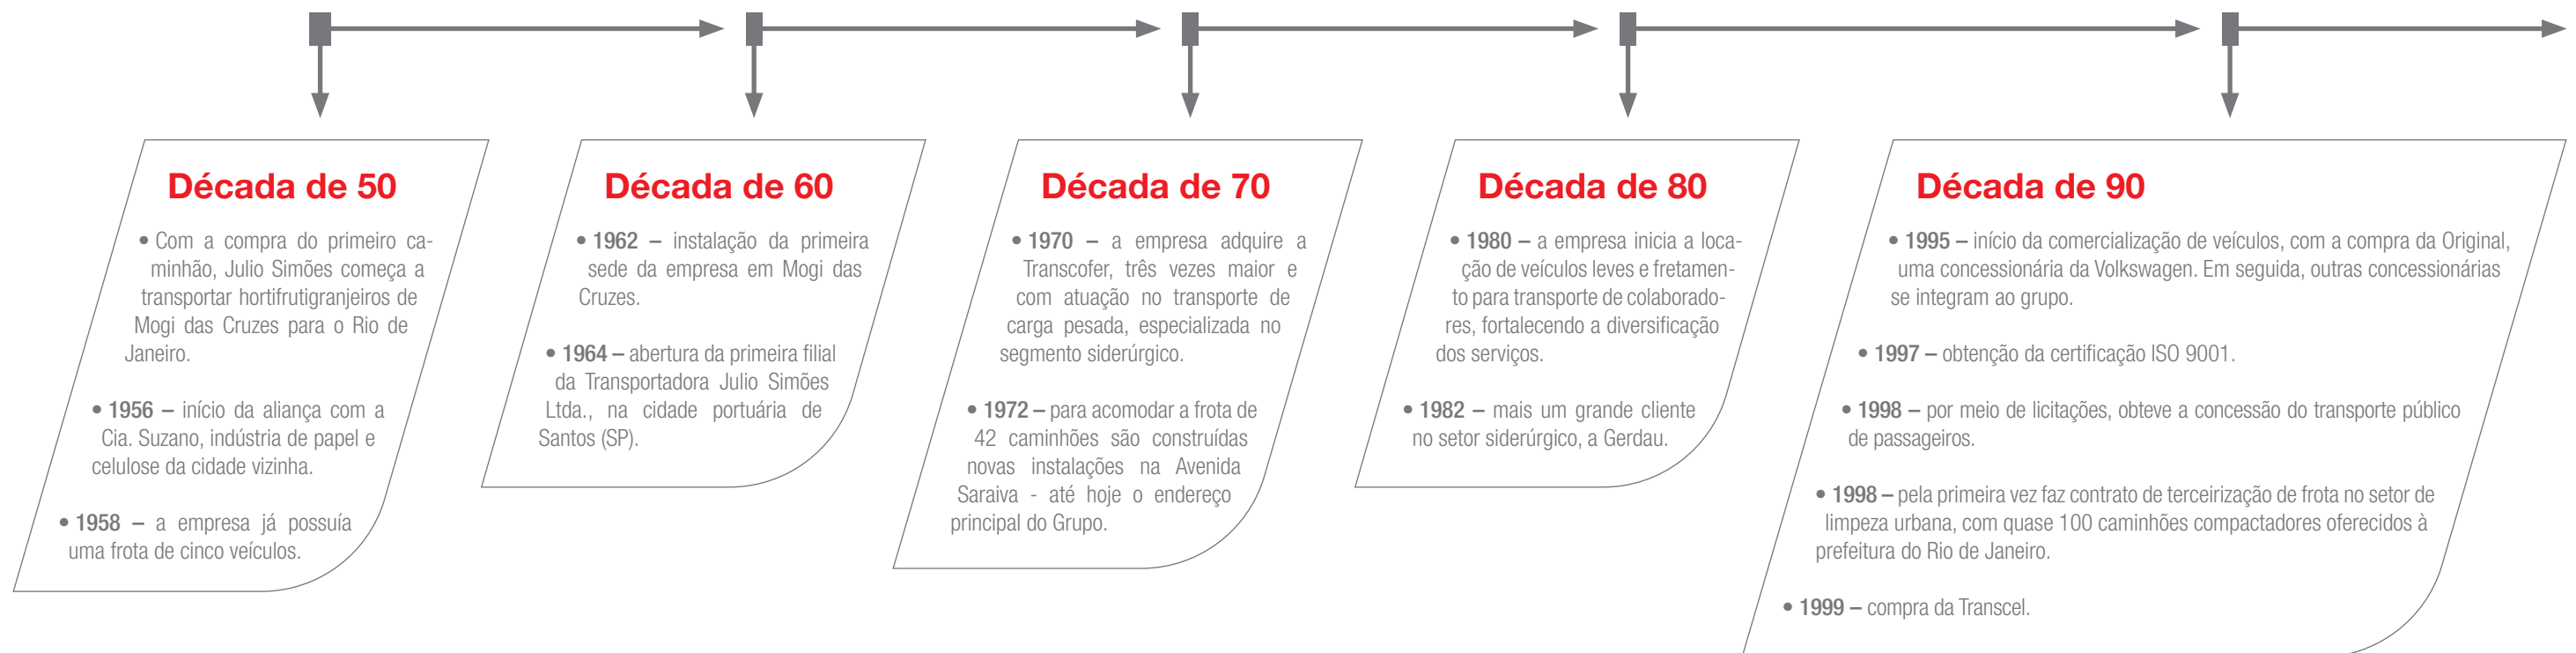 Década de 50
• Com a compra do primeiro ca-
minhão, Julio Simões começa a
transportar hortifrutigranjeiros de
Mogi das Cruzes para o Rio de
Janeiro.
• 1956 – início da aliança com a
Cia. Suzano, indústria de papel e
celulose da cidade vizinha.
• 1958 – a empresa já possuía
uma frota de cinco veículos.
Década de 60
• 1962 – instalação da primeira
sede da empresa em Mogi das
Cruzes.
• 1964 – abertura da primeira filial
da Transportadora Julio Simões
Ltda., na cidade portuária de
Santos (SP).
Década de 70
• 1970 – a empresa adquire a
Transcofer, três vezes maior e
com atuação no transporte de
carga pesada, especializada no
segmento siderúrgico.
• 1972 – para acomodar a frota de
42 caminhões são construídas
novas instalações na Avenida
Saraiva - até hoje o endereço
principal do Grupo.
Década de 80
• 1980 – a empresa inicia a loca-
ção de veículos leves e fretamen-
to para transporte de colaborado-
res, fortalecendo a diversificação
dos serviços.
• 1982 – mais um grande cliente
no setor siderúrgico, a Gerdau.
Década de 90
• 1995 – início da comercialização de veículos, com a compra da Original,
uma concessionária da Volkswagen. Em seguida, outras concessionárias
se integram ao grupo.
• 1997 – obtenção da certificação ISO 9001.
• 1998 – por meio de licitações, obteve a concessão do transporte público
de passageiros.
• 1998 – pela primeira vez faz contrato de terceirização de frota no setor de
limpeza urbana, com quase 100 caminhões compactadores oferecidos à
prefeitura do Rio de Janeiro.
• 1999 – compra da Transcel.